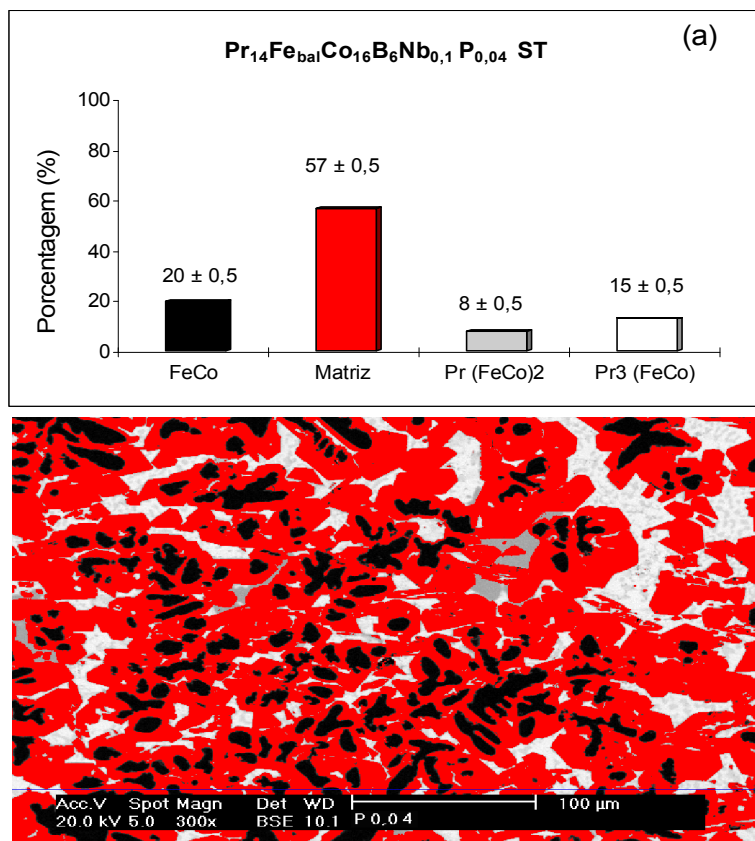 (a)
Pr14FebalCo16B6Nb0,1 P0,04 ST
Porcentagem (%)
100
80
60
40
20
0
20 ± 0,5
57 ± 0,5
8 ± 0,5
15 ± 0,5
FeCo
Matriz
Pr (FeCo)2
Pr3 (FeCo)
Acc.V Spot Magn Det WD 100 µm
20.0 kV 5.0 300x BSE 10.1 P 0,04